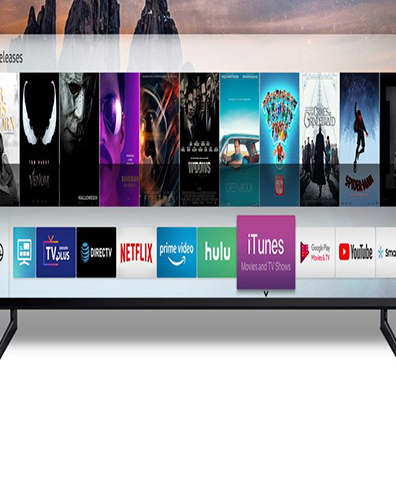 eleases
VENOM
HALLOWEEN
WIDOWS
GREEN BOOK
SPIDER-MAN
TV PLUS
DIRECTV
NETFLIX
prime video
hulu
iTunes
Movies and TV Shows
Google Play
Movies & TV
YouTube
Smar